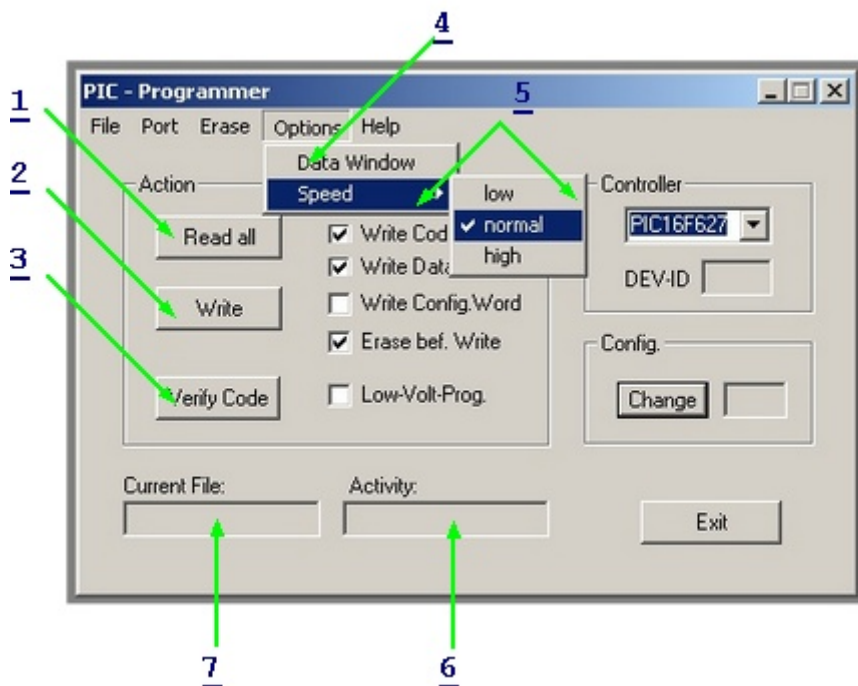 4
PIC - Programmer
5
1
File Port Erase Options Help
Data Window
2
Action
Speed
low
Controller
Read all
Write Cod
normal
PIC16F627
3
Write Data
high
DEV-ID
Write
Write Config.Word
Erase bef. Write
Config.
Verify Code
Low-Volt-Prog.
Change
Current File:
Activity:
Exit
7
6